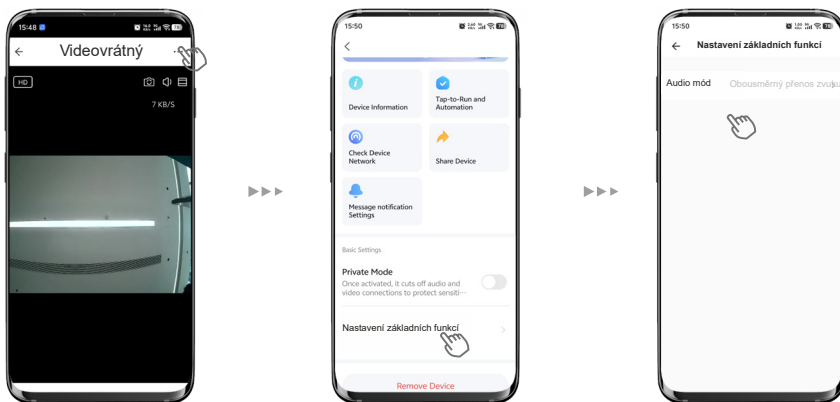 15:48
Videovrátný
HD
7 KB/S
15:50
Device Information
Tap-to-Run and
Automation
Check Device
Network
Share Device
Message notification
Settings
Basic Settings
Private Mode
Once activated, it cuts off audio and
video connections to protect sensiti...
Nastavení základních funkcí
Remove Device
15:50
Nastavení základních funkcí
Audio mód
Obousměrný přenos zvuku